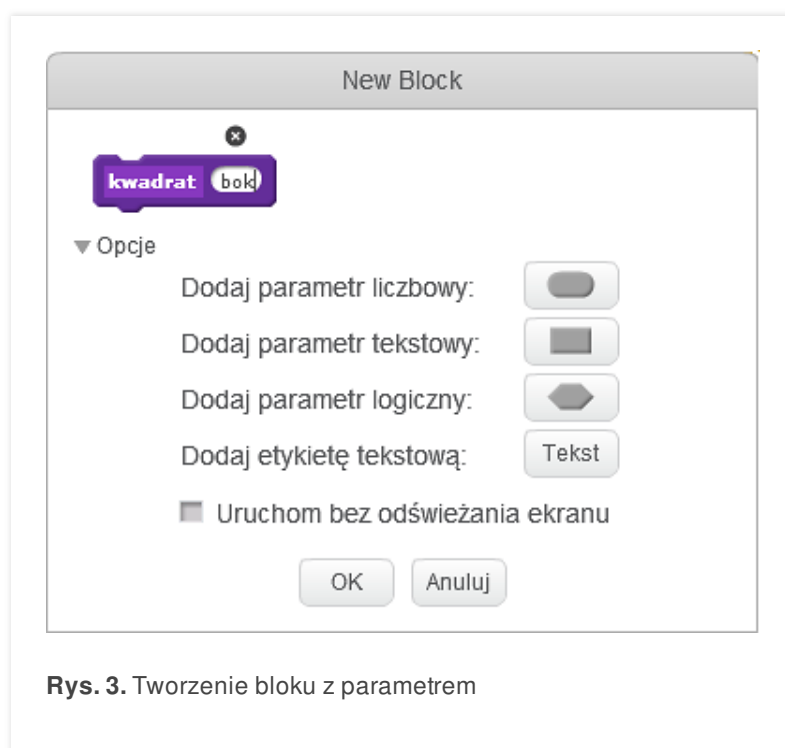 New Block
kwadrat bok
Opcje
Dodaj parametr liczbowy:
Dodaj parametr tekstowy:
Dodaj parametr logiczny:
Dodaj etykietę tekstową: Tekst
Uruchom bez odświeżania ekranu
OK Anuluj
Rys. 3. Tworzenie bloku z parametrem